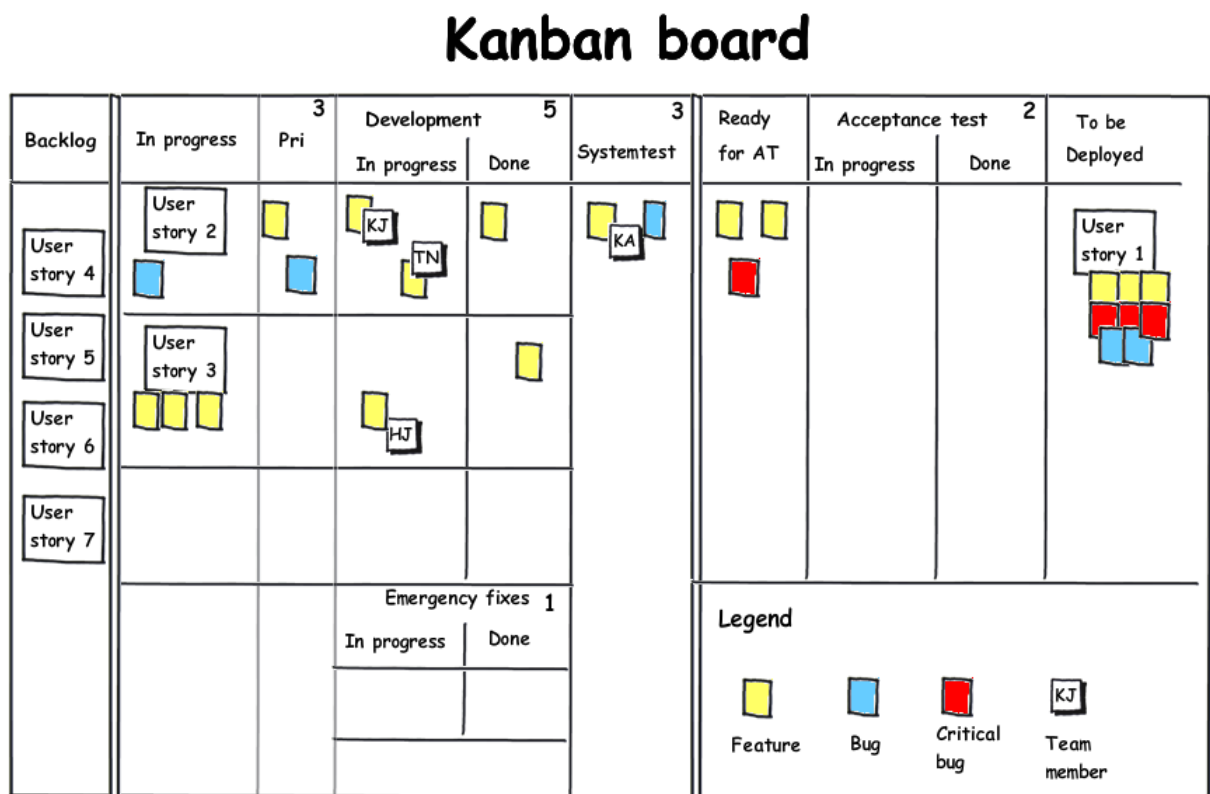 Kanban board
Backlog
In progress
3
Pri
Development
5
In progress
Done
3
Systemtest
Ready
for AT
Acceptance test
2
In progress
Done
To be
Deployed
User
story 4
User
story 5
User
story 6
User
story 7
User
story 2
KJ
TN
KA
User
story 1
User
story 3
HJ
Emergency fixes
1
In progress
Done
Legend
Feature
Bug
Critical
bug
KJ
Team
member